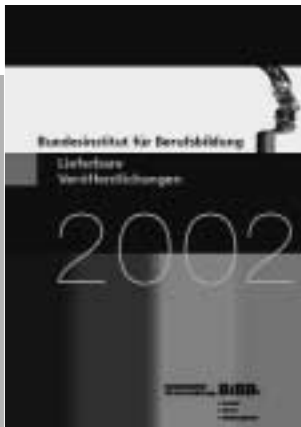 Bundesinstitut für Berufsbildung
Lieferbare
Veröffentlichungen
2002
BiBB.